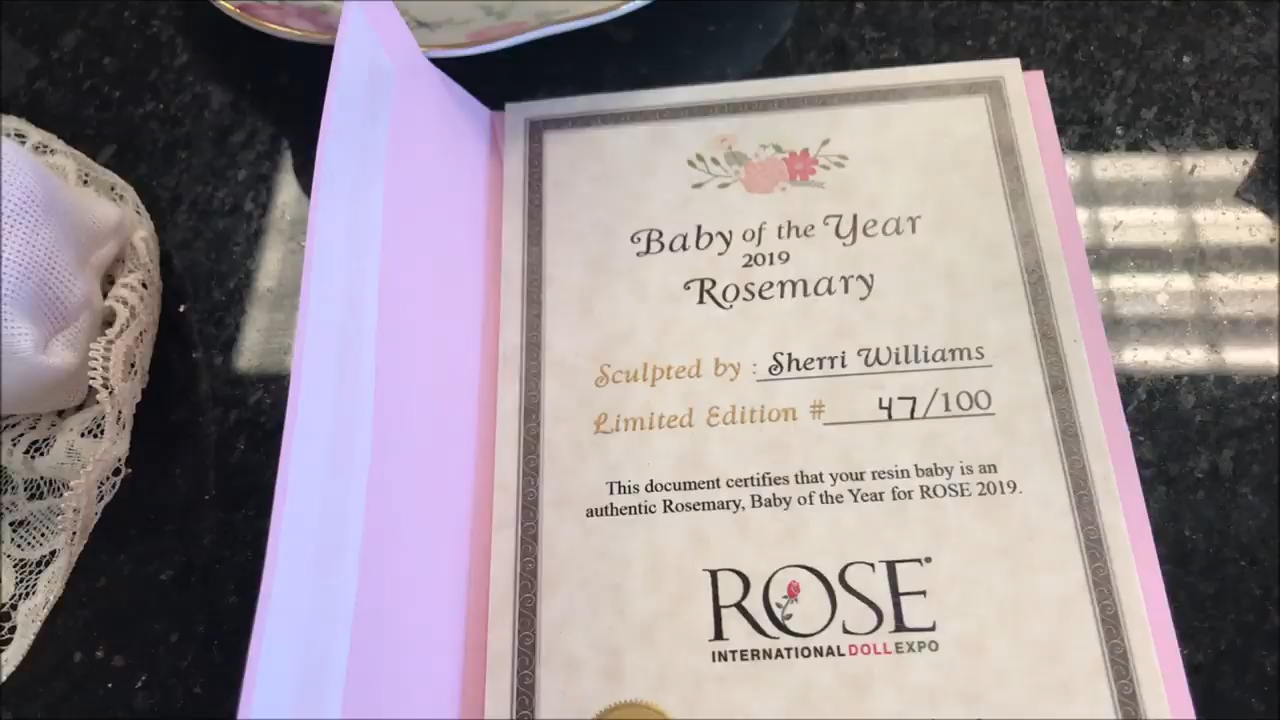 Baby of the Year
2019
Rosemary
Sculpted by : Sherri Williams
Limited Edition # 47/100
This document certifies that your resin baby is an
authentic Rosemary, Baby of the Year for ROSE 2019.
ROSE
INTERNATIONAL DOLL EXPO